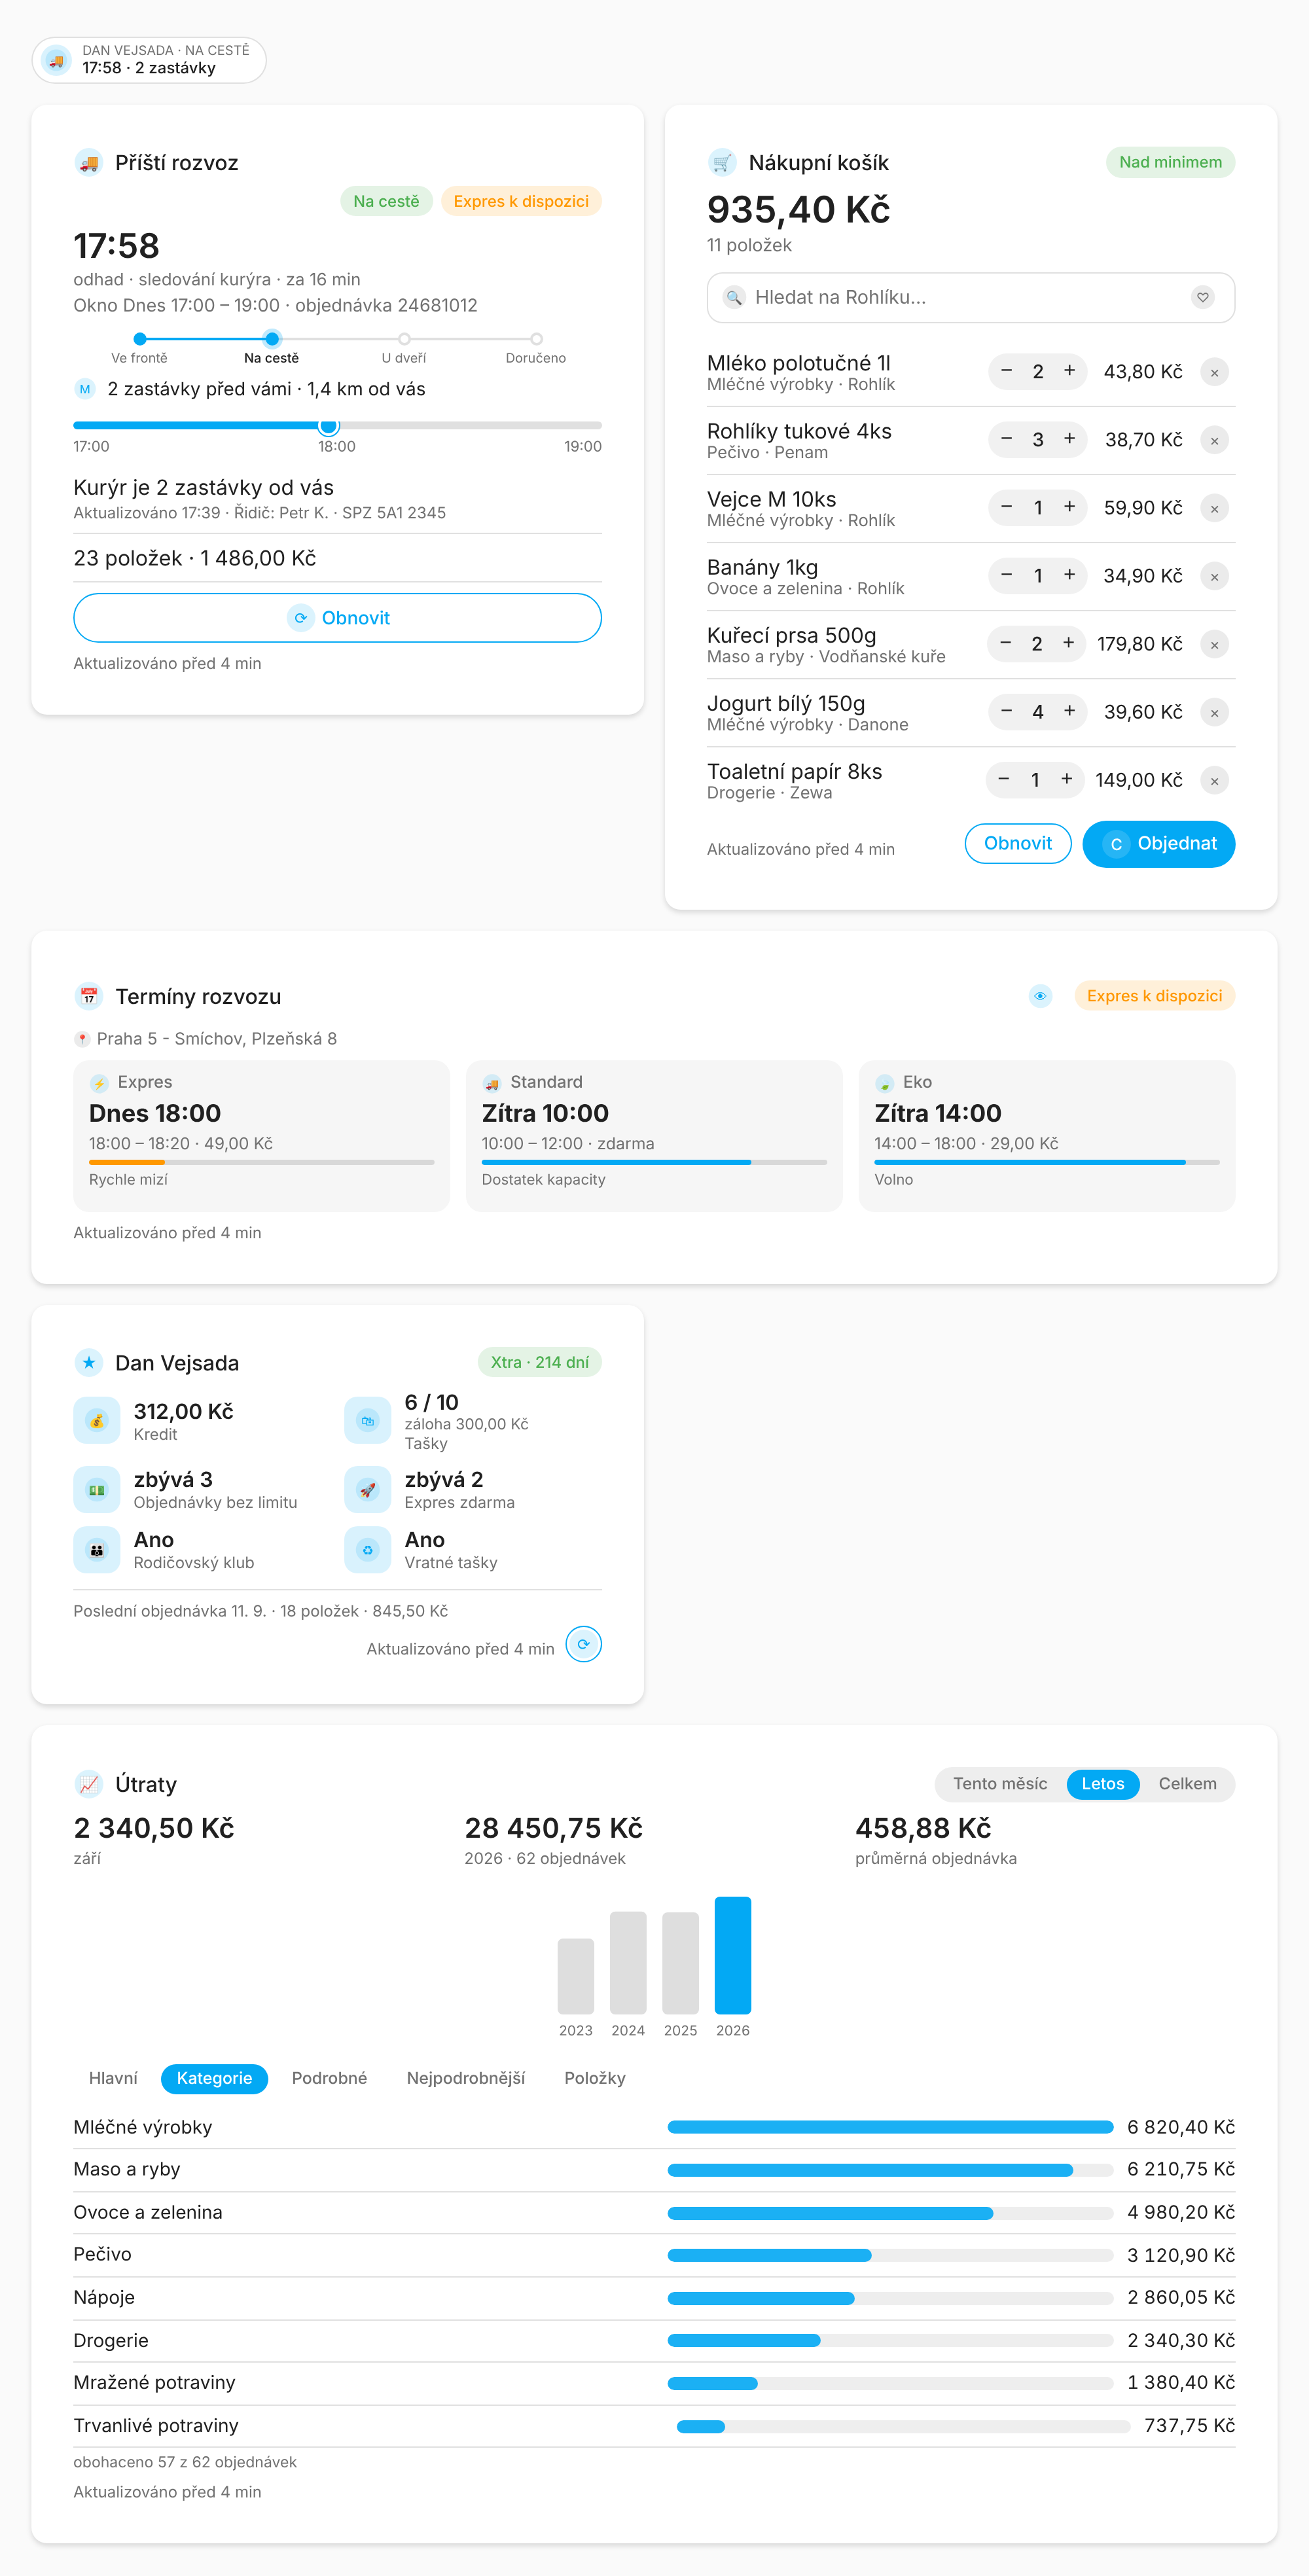 DAN VEJSADA · NA CESTĚ
17:58 · 2 zastávky
Příští rozvoz
Na cestě Expres k dispozici
17:58
odhad · sledování kurýra · za 16 min
Okno Dnes 17:00 – 19:00 · objednávka 24681012
Ve frontě Na cestě U dveří Doručeno
M 2 zastávky před vámi · 1,4 km od vás
17:00 18:00 19:00
Kurýr je 2 zastávky od vás
Aktualizováno 17:39 · Řidič: Petr K. · SPZ 5A1 2345
23 položek · 1 486,00 Kč
Obnovit
Aktualizováno před 4 min
Nákupní košík Nad minimem
935,40 Kč
11 položek
Hledat na Rohlíku...
Mléko polotučné 1l
Mléčné výrobky · Rohlík
− 2 + 43,80 Kč ×
Rohlíky tukové 4ks
Pečivo · Penam
− 3 + 38,70 Kč ×
Vejce M 10ks
Mléčné výrobky · Rohlík
− 1 + 59,90 Kč ×
Banány 1kg
Ovoce a zelenina · Rohlík
− 1 + 34,90 Kč ×
Kuřecí prsa 500g
Maso a ryby · Vodňanské kuře
− 2 + 179,80 Kč ×
Jogurt bílý 150g
Mléčné výrobky · Danone
− 4 + 39,60 Kč ×
Toaletní papír 8ks
Drogerie · Zewa
− 1 + 149,00 Kč ×
Aktualizováno před 4 min Obnovit C Objednat
Termíny rozvozu Expres k dispozici
Praha 5 - Smíchov, Plzeňská 8
Expres
Dnes 18:00
18:00 – 18:20 · 49,00 Kč
Rychle mizí
Standard
Zítra 10:00
10:00 – 12:00 · zdarma
Dostatek kapacity
Eko
Zítra 14:00
14:00 – 18:00 · 29,00 Kč
Volno
Aktualizováno před 4 min
Dan Vejsada Xtra · 214 dní
312,00 Kč
Kredit
6 / 10
záloha 300,00 Kč
Tašky
zbývá 3
Objednávky bez limitu
zbývá 2
Expres zdarma
Ano
Rodičovský klub
Ano
Vratné tašky
Poslední objednávka 11. 9. · 18 položek · 845,50 Kč
Aktualizováno před 4 min
Útraty Tento měsíc Letos Celkem
2 340,50 Kč
září
28 450,75 Kč
2026 · 62 objednávek
458,88 Kč
průměrná objednávka
2023 2024 2025 2026
Hlavní Kategorie Podrobné Nejpodrobnější Položky
Mléčné výrobky 6 820,40 Kč
Maso a ryby 6 210,75 Kč
Ovoce a zelenina 4 980,20 Kč
Pečivo 3 120,90 Kč
Nápoje 2 860,05 Kč
Drogerie 2 340,30 Kč
Mražené potraviny 1 380,40 Kč
Trvanlivé potraviny 737,75 Kč
obohaceno 57 z 62 objednávek
Aktualizováno před 4 min